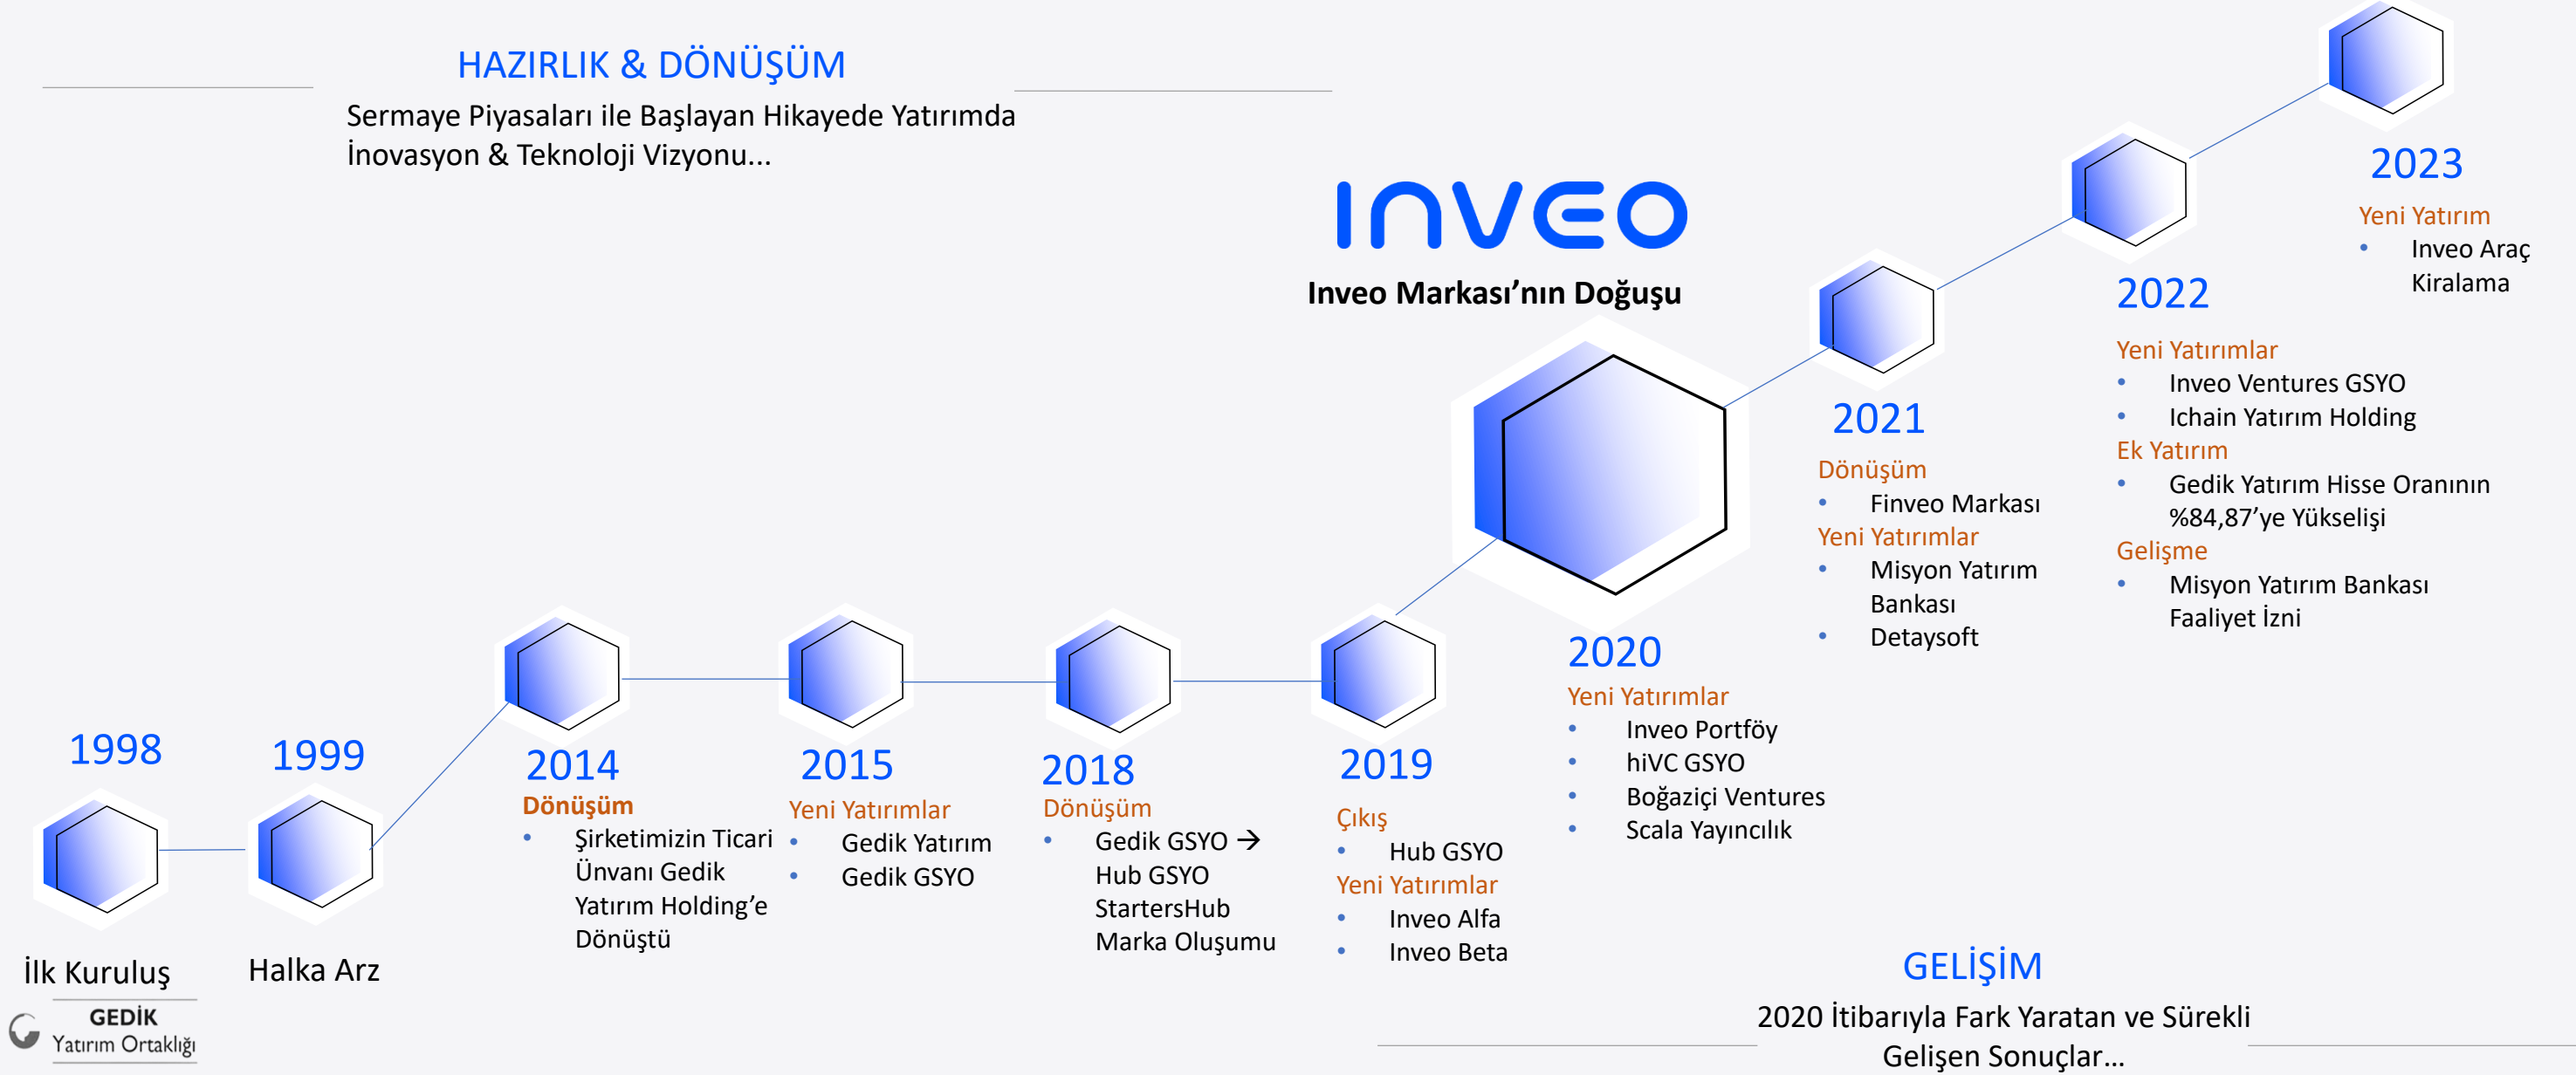 HAZIRLIK & DÖNÜŞÜM
Sermaye Piyasaları ile Başlayan Hikayede Yatırımda
İnovasyon & Teknoloji Vizyonu...
INVEO
Inveo Markası’nın Doğuşu
1998
İlk Kuruluş
GEDİK
Yatırım Ortaklığı
1999
Halka Arz
2014
Dönüşüm
• Şirketimizin Ticari
Ünvanı Gedik
Yatırım Holding’e
Dönüştü
2015
Yeni Yatırımlar
• Gedik Yatırım
• Gedik GSYO
2018
Dönüşüm
• Gedik GSYO →
Hub GSYO
StartersHub
Marka Oluşumu
2019
Çıkış
• Hub GSYO
Yeni Yatırımlar
• Inveo Alfa
• Inveo Beta
2020
Yeni Yatırımlar
• Inveo Portföy
• hiVC GSYO
• Boğaziçi Ventures
• Scala Yayıncılık
2021
Dönüşüm
• Finveo Markası
Yeni Yatırımlar
• Misyon Yatırım
Bankası
• Detaysoft
2022
Yeni Yatırımlar
• Inveo Ventures GSYO
• Ichain Yatırım Holding
Ek Yatırım
• Gedik Yatırım Hisse Oranının
%84,87’ye Yükselişi
Gelişme
• Misyon Yatırım Bankası
Faaliyet İzni
2023
Yeni Yatırım
• Inveo Araç
Kiralama
GELİŞİM
2020 İtibarıyla Fark Yaratan ve Sürekli
Gelişen Sonuçlar...